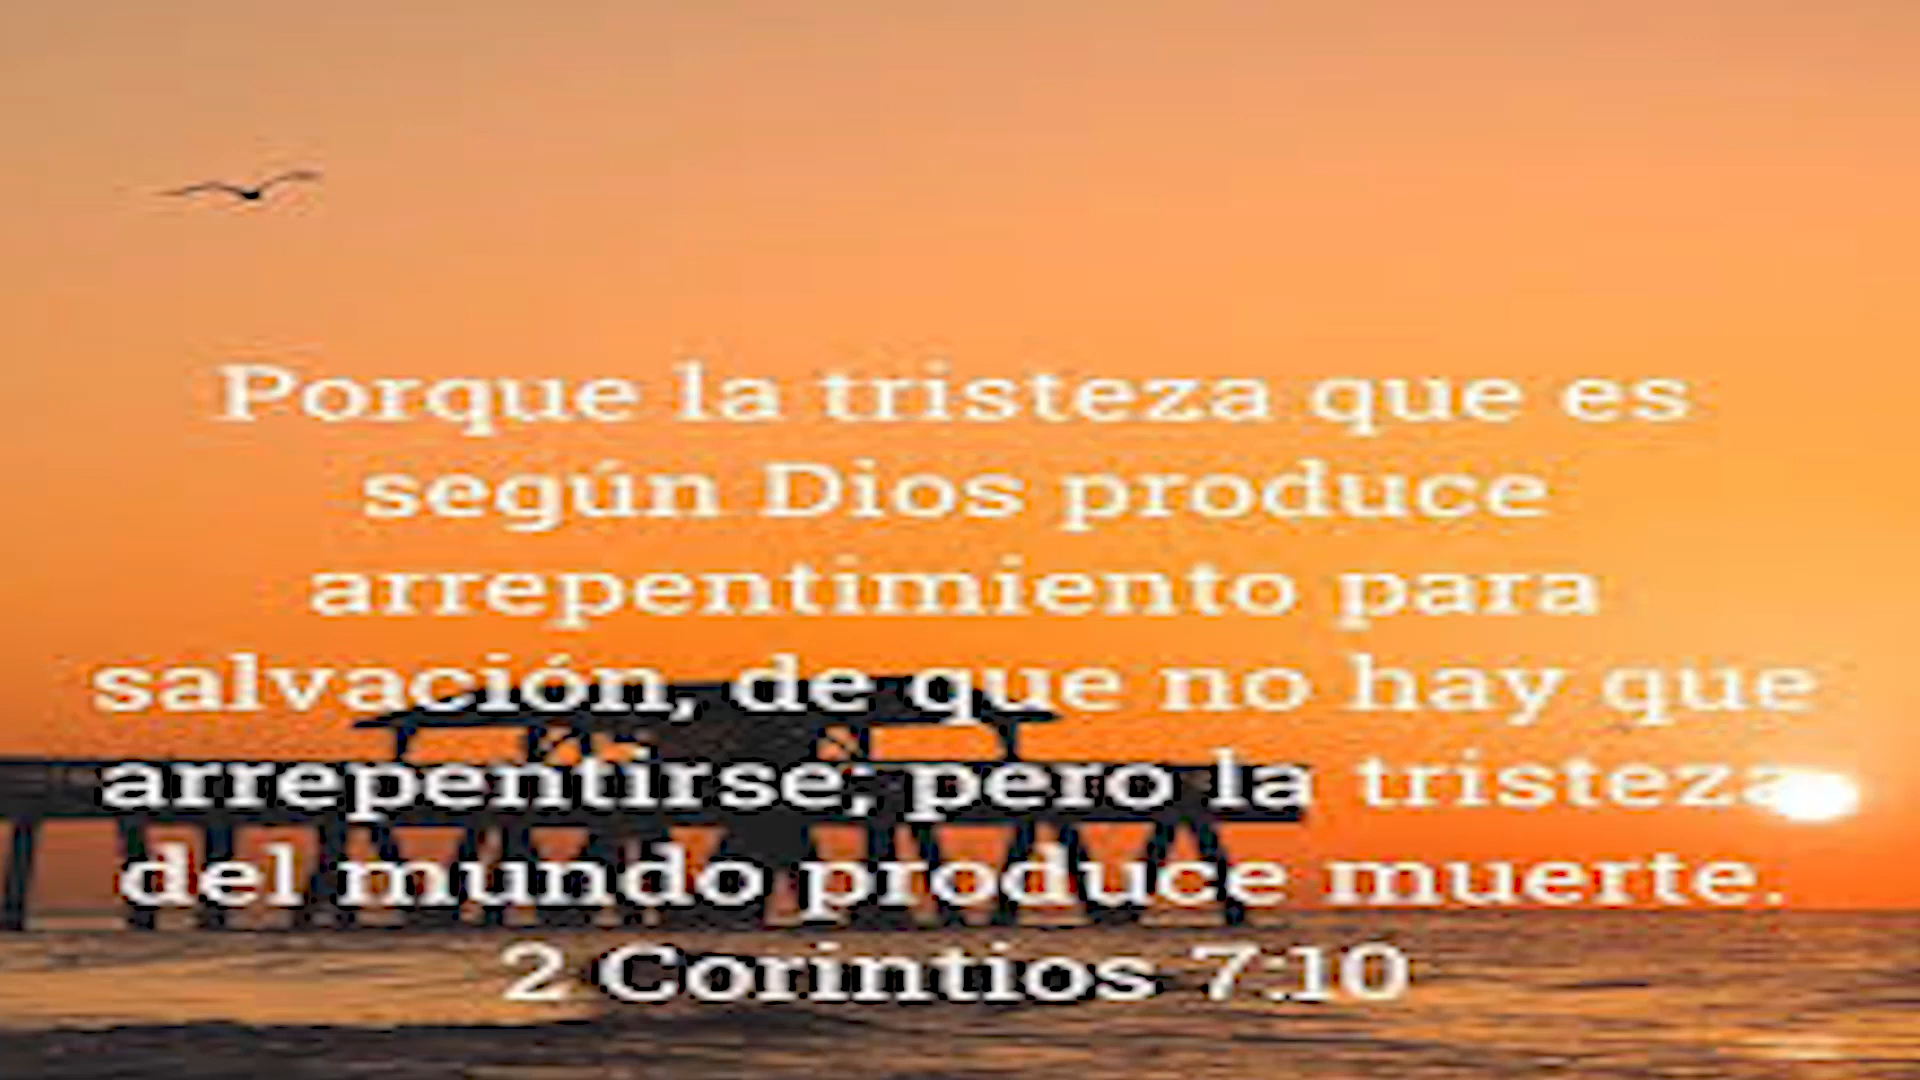 Porque la tristeza que es
según Dios produce
arrepentimiento para
salvación, de que no hay que
arrepentirse; pero la tristeza
del mundo produce muerte.
2 Corintios 7:10